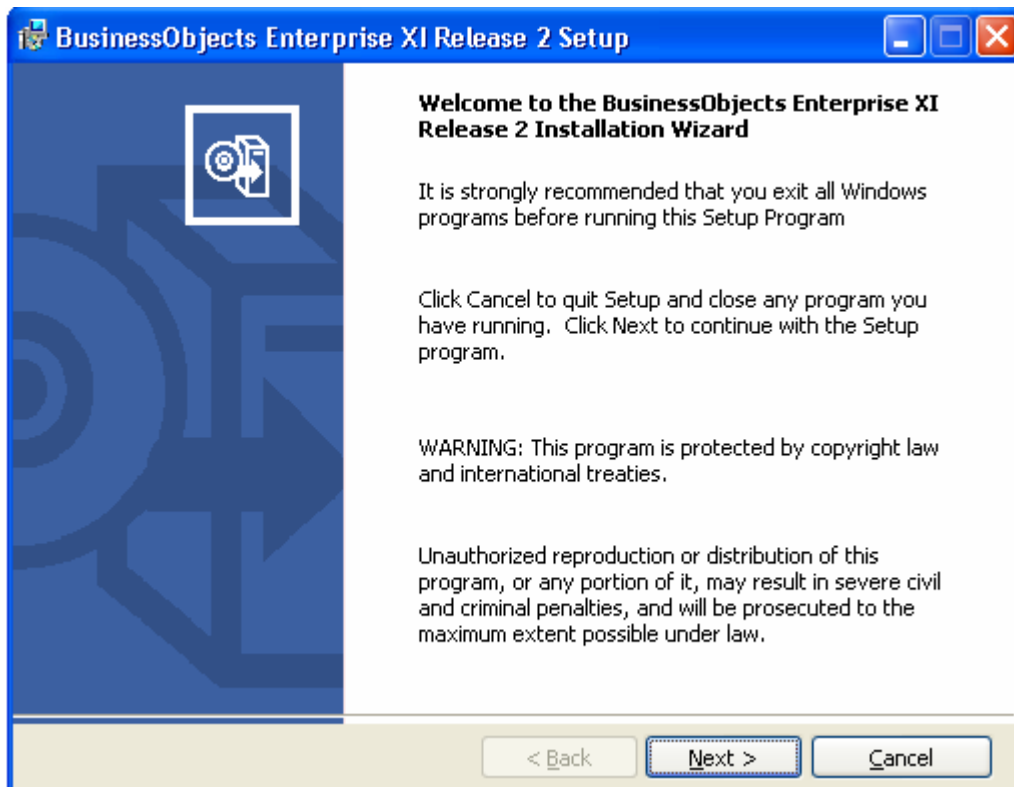 BusinessObjects Enterprise XI Release 2 Setup
Welcome to the BusinessObjects Enterprise XI
Release 2 Installation Wizard
It is strongly recommended that you exit all Windows
programs before running this Setup Program
Click Cancel to quit Setup and close any program you
have running.  Click Next to continue with the Setup
program.
WARNING: This program is protected by copyright law
and international treaties.
Unauthorized reproduction or distribution of this
program, or any portion of it, may result in severe civil
and criminal penalties, and will be prosecuted to the
maximum extent possible under law.
< Back Next > Cancel